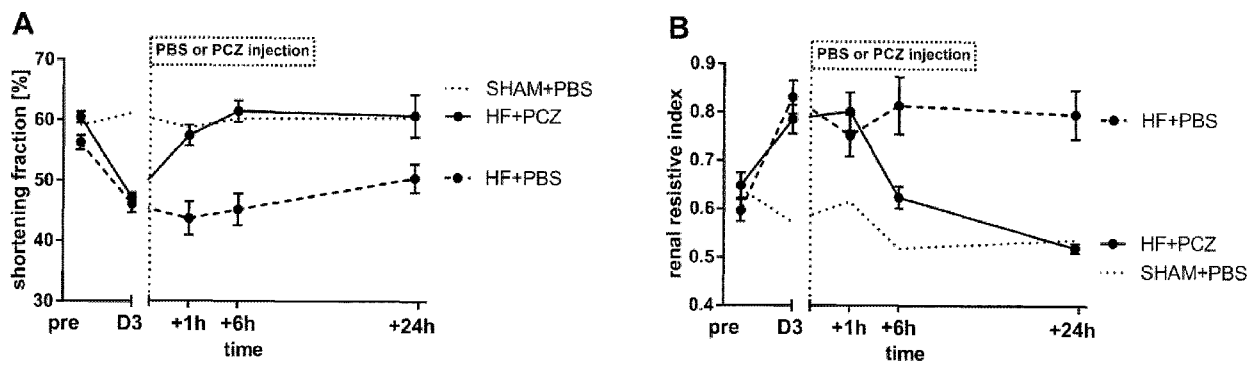 A
PBS or PCZ injection
shortening fraction [%]
70
60
50
40
30
pre
D3
+1h
+6h
+24h
time
SHAM+PBS
HF+PCZ
HF+PBS
B
PBS or PCZ injection
renal resistive index
0.9
0.8
0.7
0.6
0.5
0.4
pre
D3
+1h
+6h
+24h
time
HF+PBS
HF+PCZ
SHAM+PBS